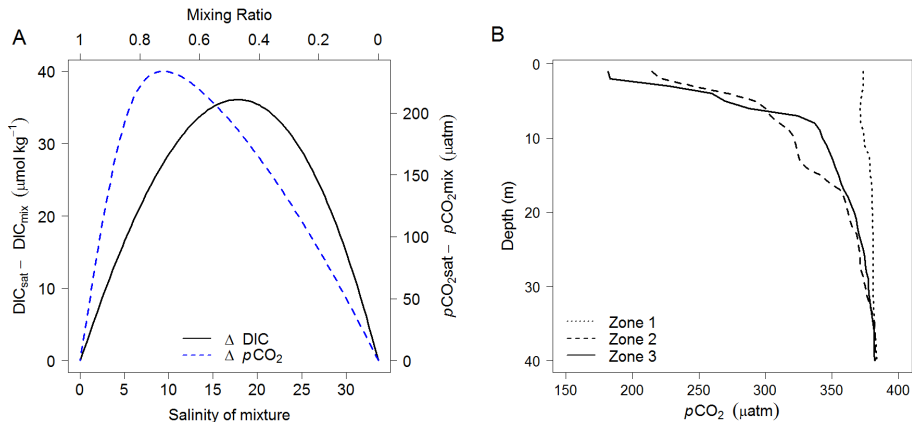 A
Mixing Ratio
1 0.8 0.6 0.4 0.2 0
DIC_sat − DIC_mix (μmol kg⁻¹)
40
30
20
10
0
pCO₂sat − pCO₂mix (μatm)
200
150
100
50
0
Δ DIC
Δ pCO₂
0 5 10 15 20 25 30
Salinity of mixture
B
Depth (m)
0
10
20
30
40
Zone 1
Zone 2
Zone 3
150 200 250 300 350 400
pCO₂ (μatm)